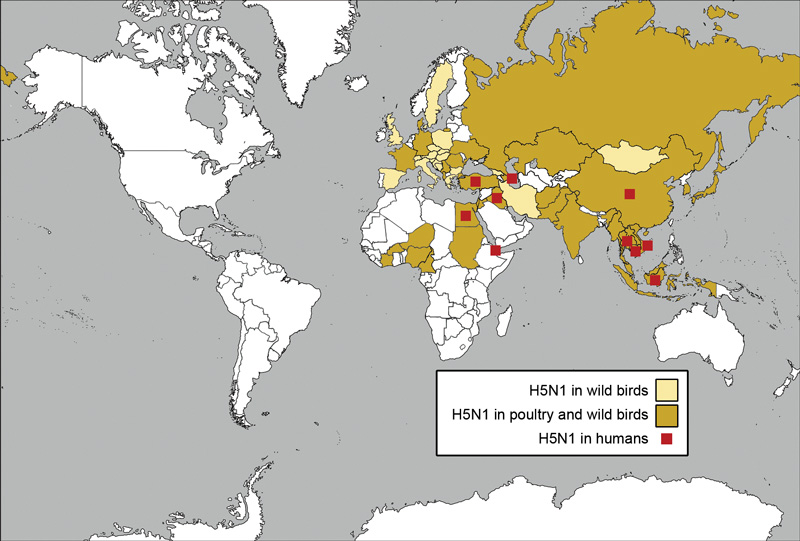 H5N1 in wild birds
H5N1 in poultry and wild birds
H5N1 in humans